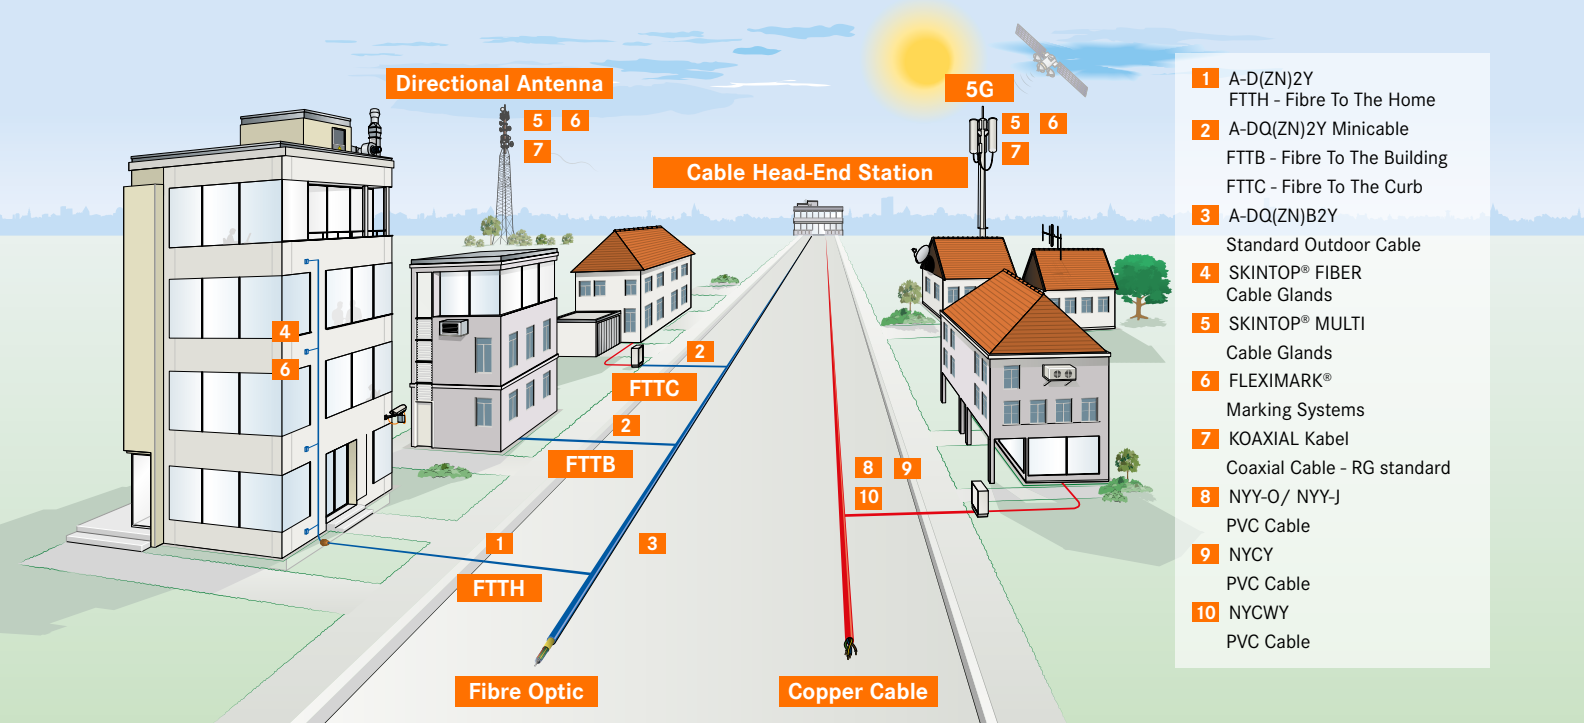 Directional Antenna
5 6
7
5G
5 6
7
Cable Head-End Station
4
6
2
FTTC
2
FTTB
1
FTTH
3
8 9
10
Fibre Optic
Copper Cable
1 A-D(ZN)2Y
FTTH - Fibre To The Home
2 A-DQ(ZN)2Y Minicable
FTTB - Fibre To The Building
FTTC - Fibre To The Curb
3 A-DQ(ZN)B2Y
Standard Outdoor Cable
4 SKINTOP® FIBER
Cable Glands
5 SKINTOP® MULTI
Cable Glands
6 FLEXIMARK®
Marking Systems
7 KOAXIAL Kabel
Coaxial Cable - RG standard
8 NYY-O/ NYY-J
PVC Cable
9 NYCY
PVC Cable
10 NYCWY
PVC Cable